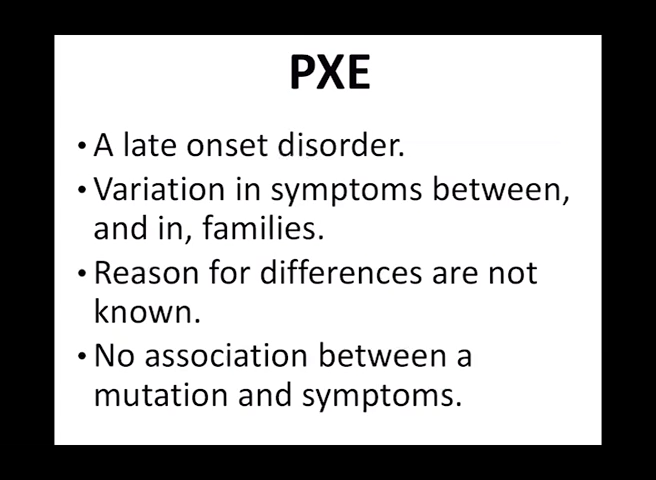 PXE
• A late onset disorder.
• Variation in symptoms between,
and in, families.
• Reason for differences are not
known.
• No association between a
mutation and symptoms.